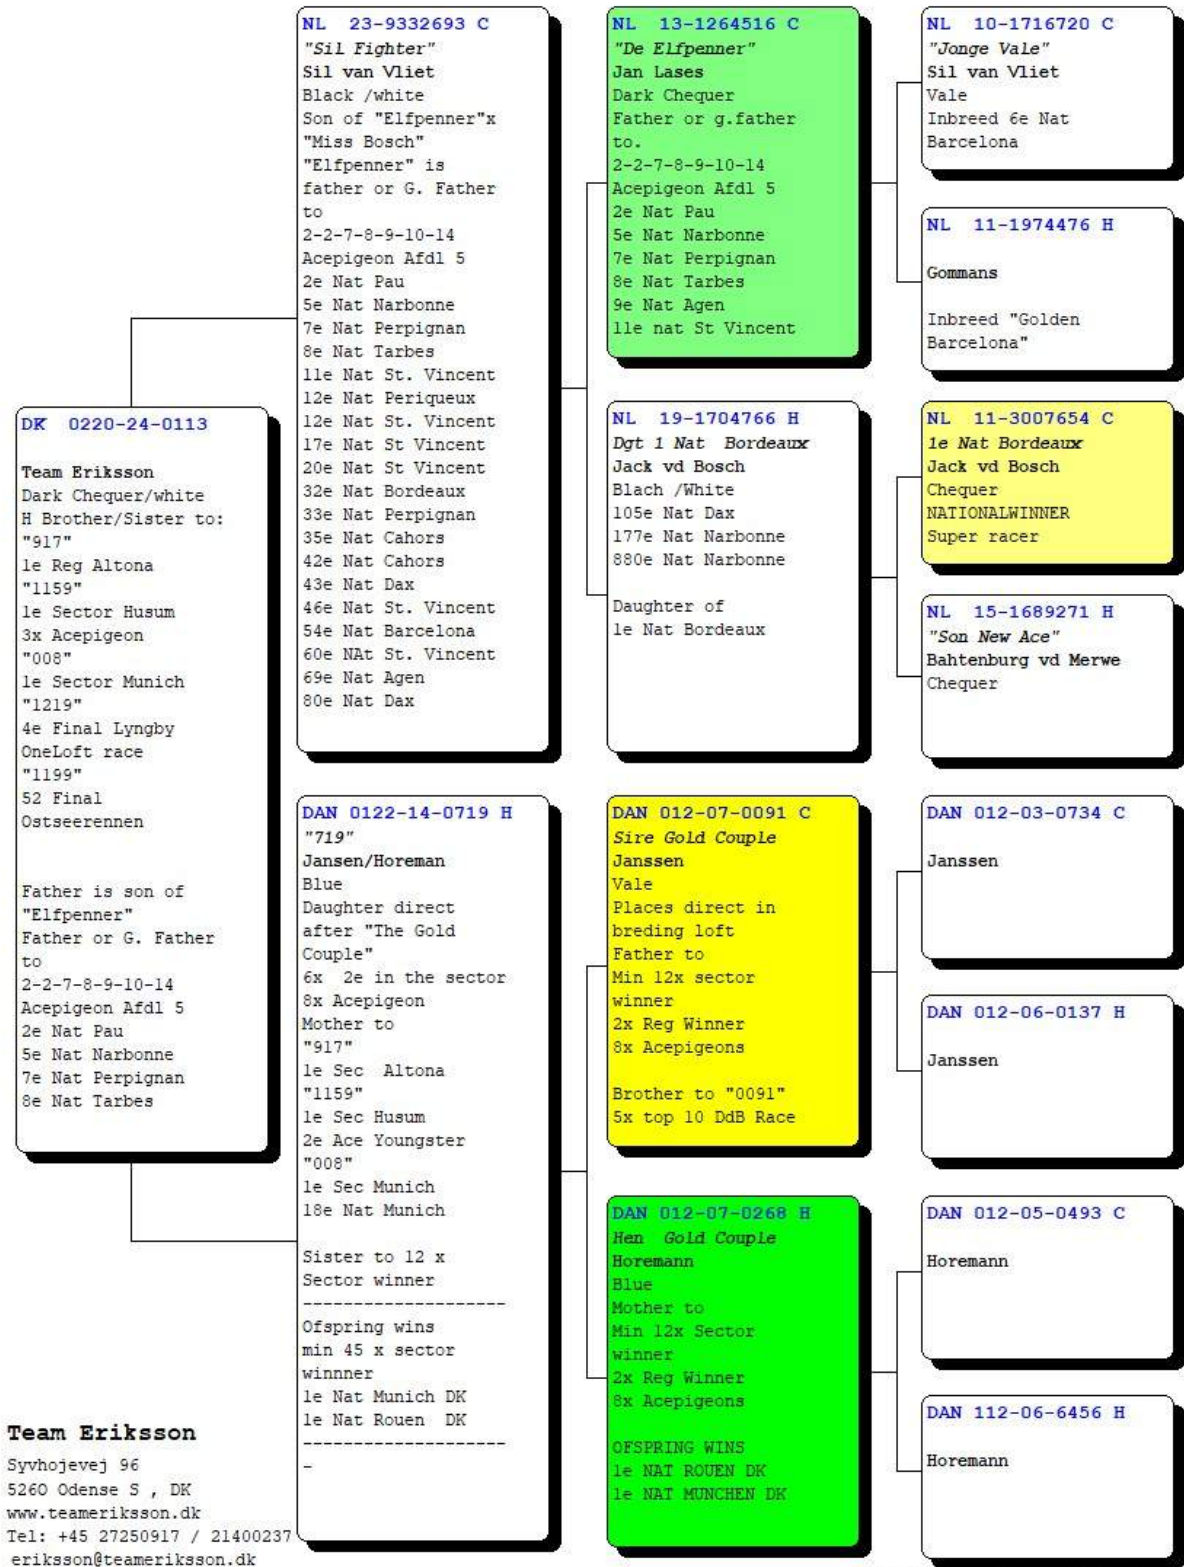 DK 0220-24-0113
Team Eriksson
Dark Chequer/white
H Brother/Sister to:
"917"
1e Reg Altona
"1159"
1e Sector Husum
3x Acepigeon
"008"
1e Sector Munich
"1219"
4e Final Lyngby
OneLoft race
"1199"
52 Final
Ostseerennen
Father is son of
"Elfpenner"
Father or G. Father
to
2-2-7-8-9-10-14
Acepigeon Afdl 5
2e Nat Pau
5e Nat Narbonne
7e Nat Perpignan
8e Nat Tarbes
NL 23-9332693 C
"Sil Fighter"
Sil van Vliet
Black /white
Son of "Elfpenner"x
"Miss Bosch"
"Elfpenner" is
father or G. Father
to
2-2-7-8-9-10-14
Acepigeon Afdl 5
2e Nat Pau
5e Nat Narbonne
7e Nat Perpignan
8e Nat Tarbes
11e Nat St. Vincent
12e Nat Periqueux
12e Nat St. Vincent
17e Nat St Vincent
20e Nat St Vincent
32e Nat Bordeaux
33e Nat Perpignan
35e Nat Cahors
42e Nat Cahors
43e Nat Dax
46e Nat St. Vincent
54e Nat Barcelona
60e NAt St. Vincent
69e Nat Agen
80e Nat Dax
DAN 0122-14-0719 H
"719"
Jansen/Horeman
Blue
Daughter direct
after "The Gold
Couple"
6x 2e in the sector
8x Acepigeon
Mother to
"917"
1e Sec Altona
"1159"
1e Sec Husum
2e Ace Youngster
"008"
1e Sec Munich
18e Nat Munich
Sister to 12 x
Sector winner
--------------------
Ofspring wins
min 45 x sector
winnner
1e Nat Munich DK
1e Nat Rouen DK
--------------------
-
NL 13-1264516 C
"De Elfpenner"
Jan Lases
Dark Chequer
Father or g.father
to.
2-2-7-8-9-10-14
Acepigeon Afdl 5
2e Nat Pau
5e Nat Narbonne
7e Nat Perpignan
8e Nat Tarbes
9e Nat Agen
11e nat St Vincent
NL 19-1704766 H
Dgt 1 Nat Bordeaux
Jack vd Bosch
Blach /White
105e Nat Dax
177e Nat Narbonne
880e Nat Narbonne
Daughter of
1e Nat Bordeaux
DAN 012-07-0091 C
Sire Gold Couple
Janssen
Vale
Places direct in
breding loft
Father to
Min 12x sector
winner
2x Reg Winner
8x Acepigeons
Brother to "0091"
5x top 10 DdB Race
DAN 012-07-0268 H
Hen Gold Couple
Horemann
Blue
Mother to
Min 12x Sector
winner
2x Reg Winner
8x Acepigeons
OFSPRING WINS
1e NAT ROUEN DK
1e NAT MUNCHEN DK
NL 10-1716720 C
"Jonge Vale"
Sil van Vliet
Vale
Inbreed 6e Nat
Barcelona
NL 11-1974476 H
Gommans
Inbreed "Golden
Barcelona"
NL 11-3007654 C
1e Nat Bordeaux
Jack vd Bosch
Chequer
NATIONALWINNER
Super racer
NL 15-1689271 H
"Son New Ace"
Bahtenburg vd Merwe
Chequer
DAN 012-03-0734 C
Janssen
DAN 012-06-0137 H
Janssen
DAN 012-05-0493 C
Horemann
DAN 112-06-6456 H
Horemann
Team Eriksson
Syvhojevej 96
5260 Odense S , DK
www.teameriksson.dk
Tel: +45 27250917 / 21400237
eriksson@teameriksson.dk